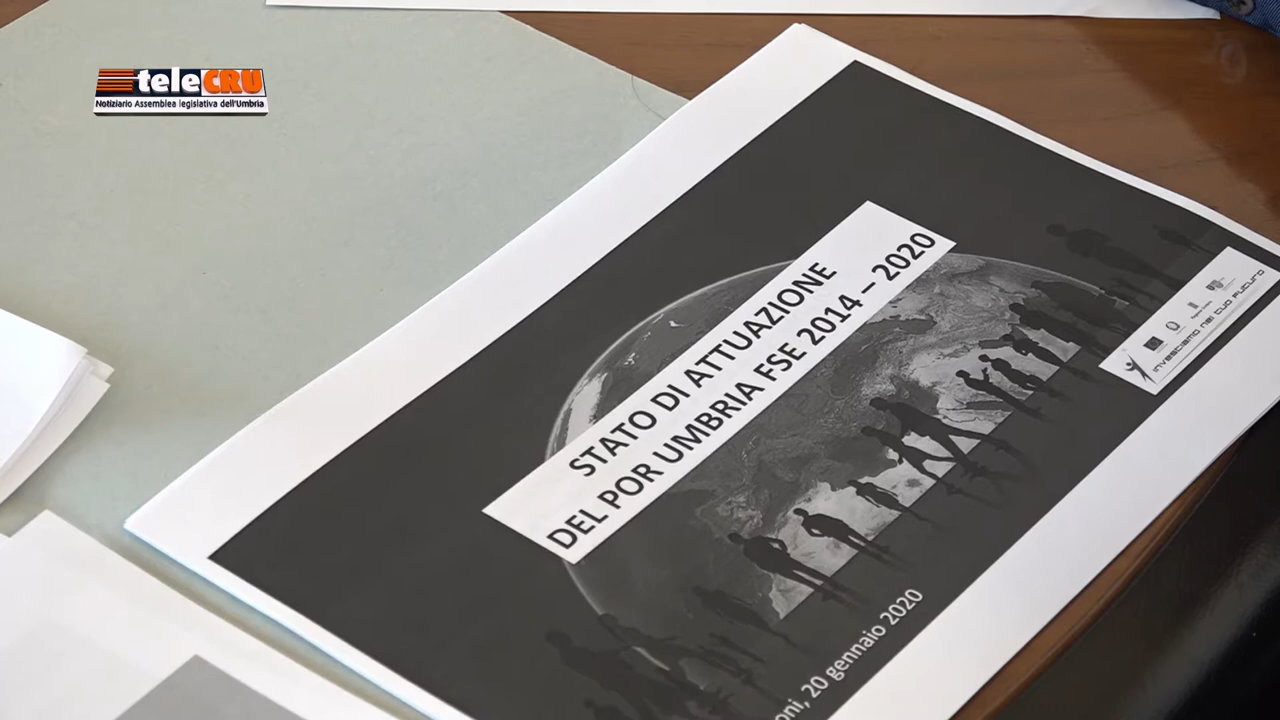 teleCRU
Notiziario Assemblea legislativa dell'Umbria
STATO DI ATTUAZIONE
DEL POR UMBRIA FSE 2014 – 2020
investiamo nel tuo futuro
20 gennaio 2020